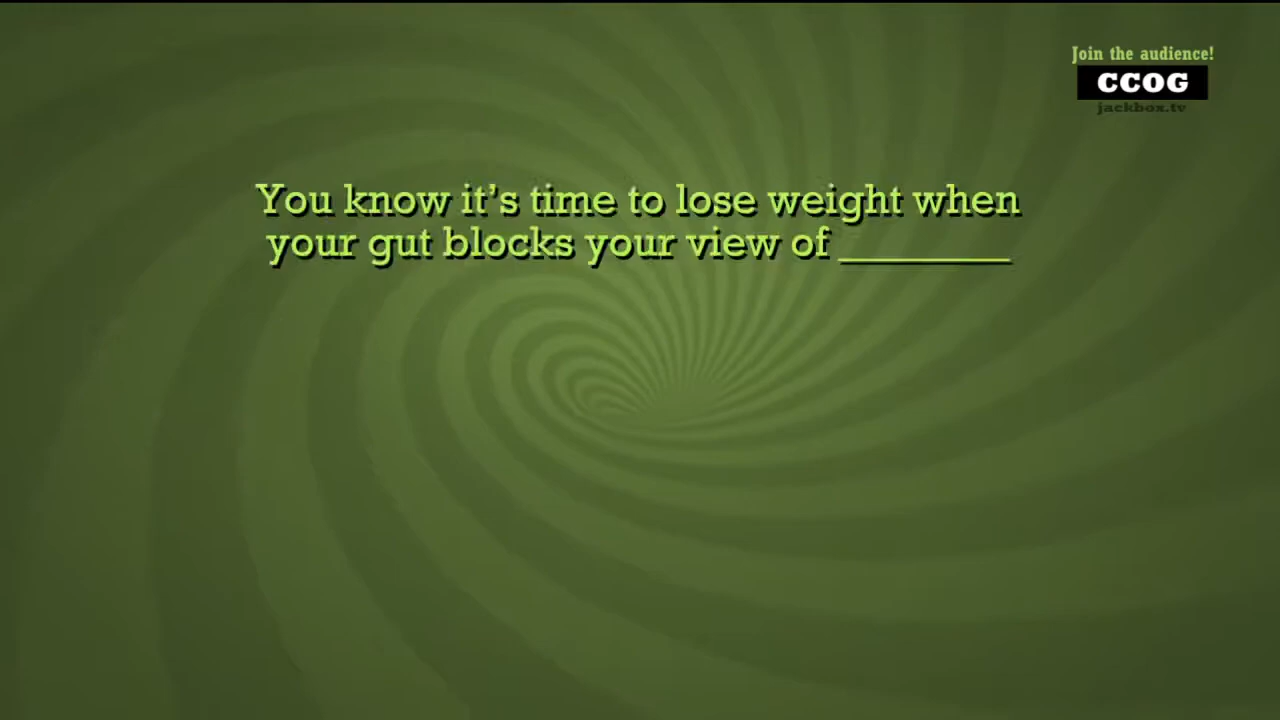 Join the audience!
CCOG
jackbox.tv
You know it's time to lose weight when
your gut blocks your view of ________